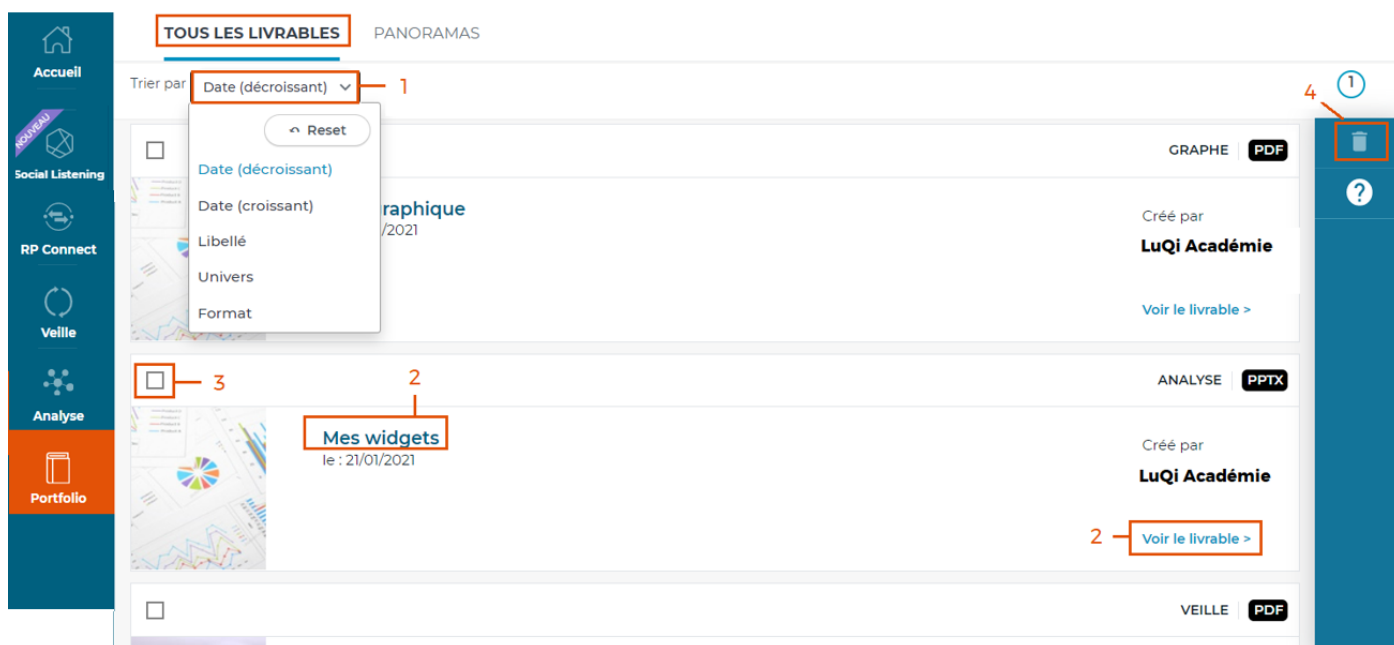 TOUS LES LIVRABLES PANORAMAS
Accueil
Trier par Date (décroissant) 1
1
4
Reset
Date (décroissant)
Date (croissant)
Libellé
Univers
Format
GRAPHE PDF
?
NOUVEAU
Social Listening
raphique
/2021
Créé par
LuQi Académie
Voir le livrable >
RP Connect
Veille
3
2
ANALYSE PPTX
Analyse
Mes widgets
le : 21/01/2021
Créé par
LuQi Académie
2
Voir le livrable >
Portfolio
VEILLE PDF